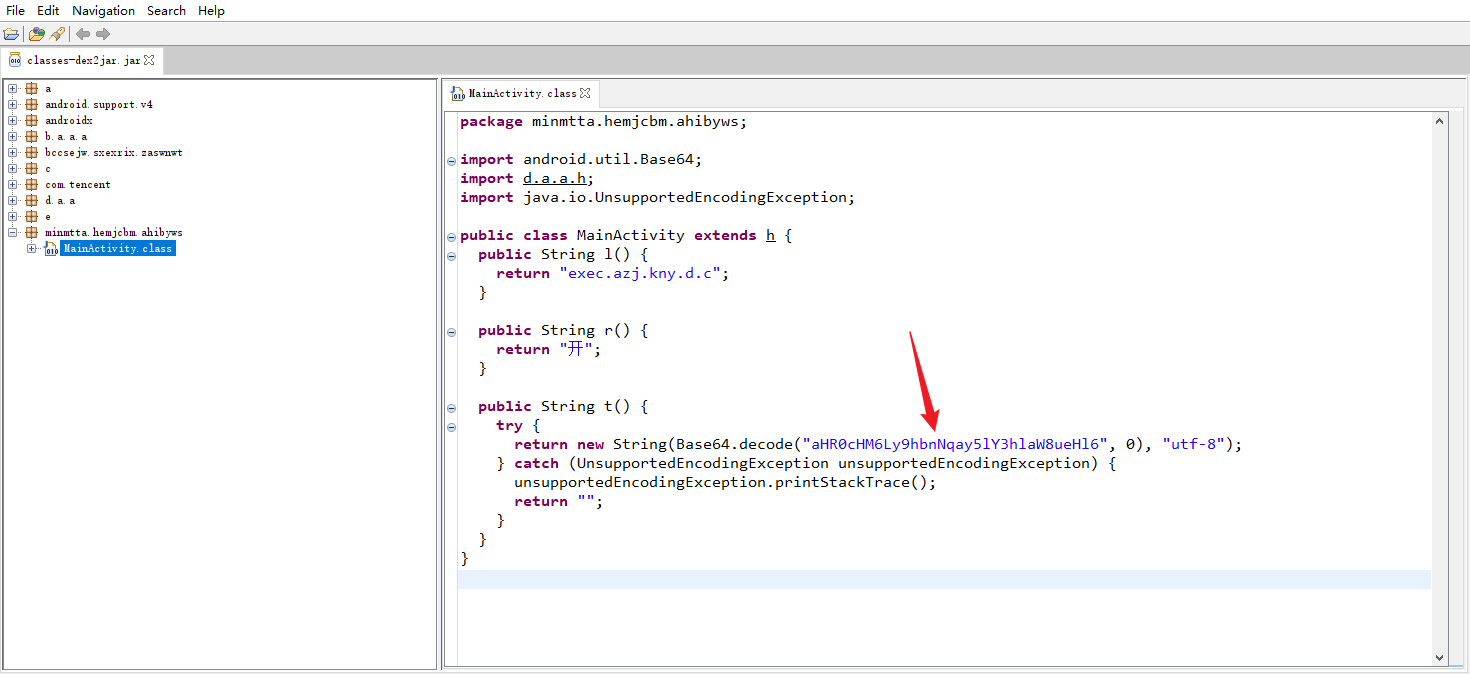 File Edit Navigation Search Help
classes-dex2jar.jar
a
android.support.v4
androidx
b.a.a.a
bccsejw.sxexrix.zaswnwt
c
com.tencent
d.a.a
e
minmtta.hemjcbm.ahibyws
MainActivity.class
MainActivity.class
package minmtta.hemjcbm.ahibyws;
import android.util.Base64;
import d.a.a.h;
import java.io.UnsupportedEncodingException;
public class MainActivity extends h {
public String l() {
return "exec.azj.kny.d.c";
}
public String r() {
return "开";
}
public String t() {
try {
return new String(Base64.decode("aHR0cHM6Ly9hbnNqay5lY3hlaW8ueHl6", 0), "utf-8");
} catch (UnsupportedEncodingException unsupportedEncodingException) {
unsupportedEncodingException.printStackTrace();
return "";
}
}
}